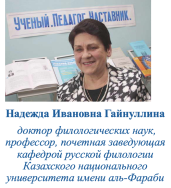 УЧЕНЫЙ. ПЕДАГОГ. НАСТАВНИК.
Надежда Ивановна Гайнуллина
доктор филологических наук,
профессор, почетная заведующая
кафедрой русской филологии
Казахского национального
университета имени аль-Фараби